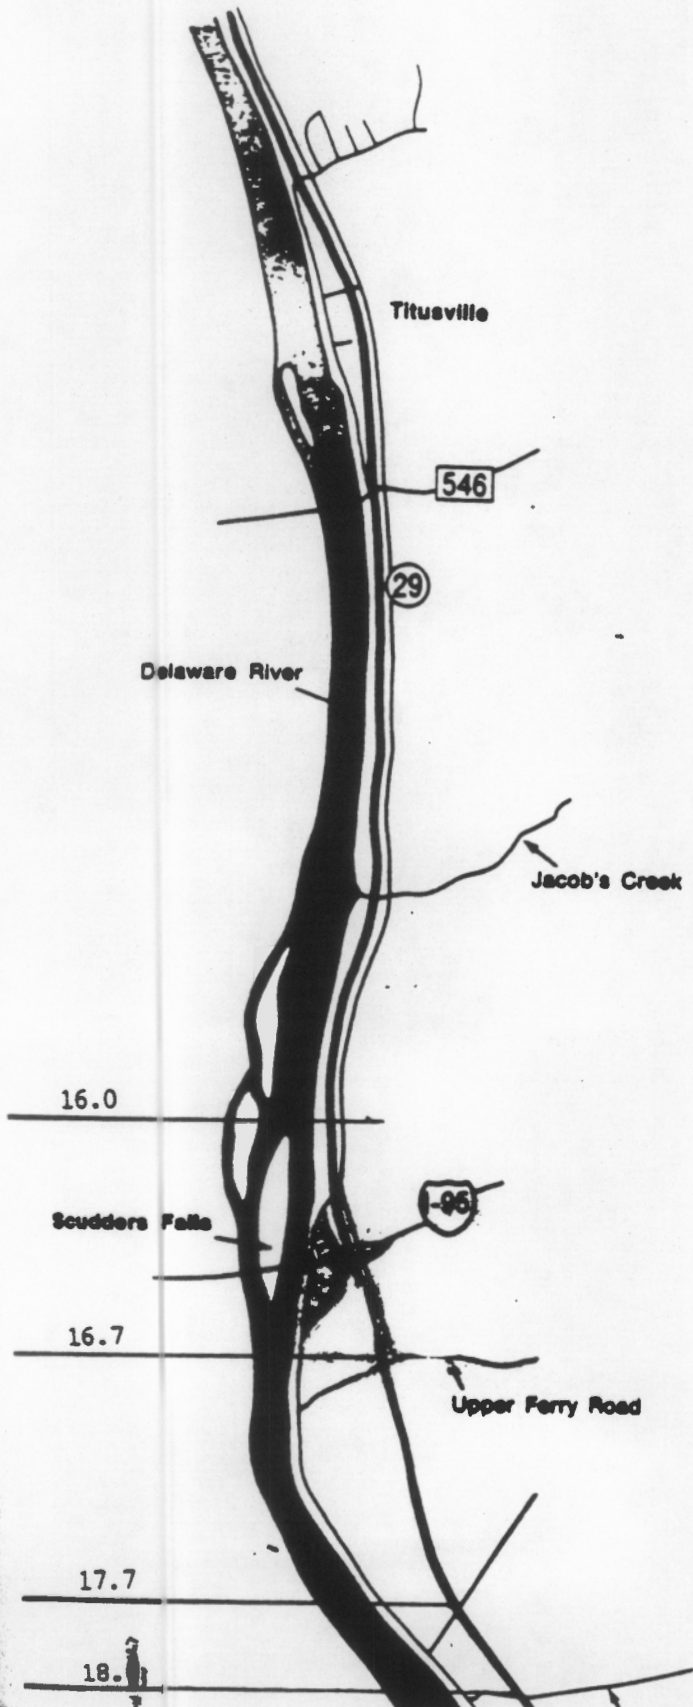 Titusville
546
29
Delaware River
Jacob's Creek
16.0
I-95
Scudders Falls
16.7
Upper Ferry Road
17.7
18.